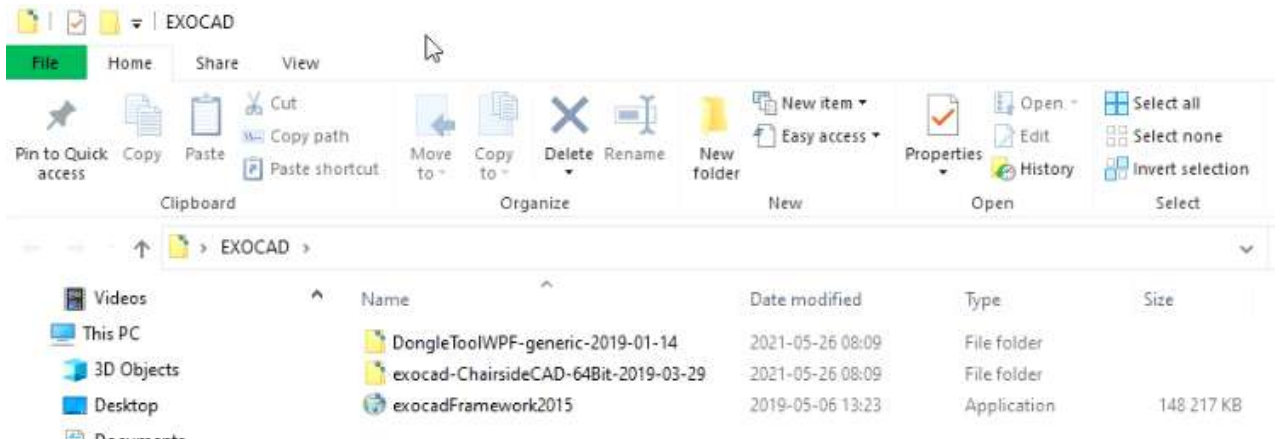 EXOCAD
File Home Share View
Pin to Quick access Copy Paste Cut Copy path Paste shortcut
Move to Copy to Delete Rename New folder
New item Easy access Properties Open Edit History
Select all Select none Invert selection
Clipboard Organize New Open Select
EXOCAD
Videos Name Date modified Type Size
This PC DongleToolWPF-generic-2019-01-14 2021-05-26 08:09 File folder
3D Objects exocad-ChairsideCAD-64Bit-2019-03-29 2021-05-26 08:09 File folder
Desktop exocadFramework2015 2019-05-06 13:23 Application 148 217 KB